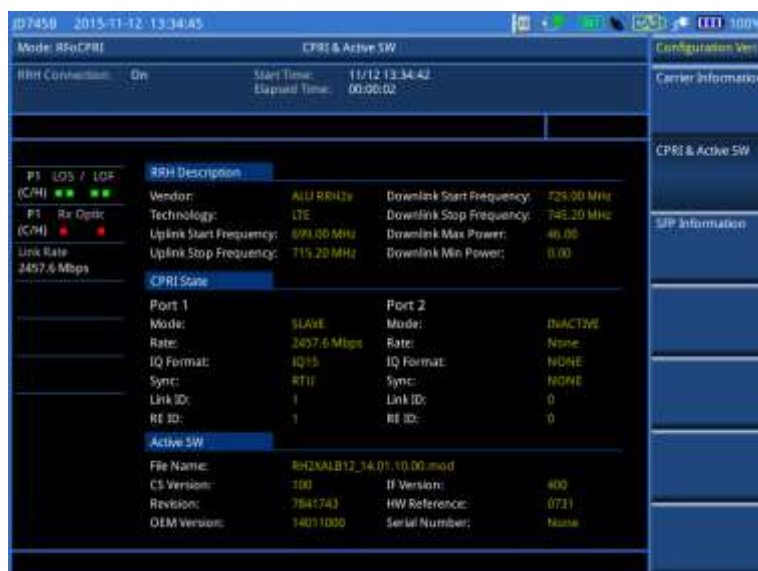 JD745B 2015-11-12 13:34:45 INT 100%
Mode: RFoCPRI CPRI & Active SW
RRH Connection: On Start Time: 11/12 13:34:42
Elapsed Time: 00:00:02
P1 LOS / LOF
(C/H)
P1 Rx Optic
(C/H)
Link Rate
2457.6 Mbps
RRH Description
Vendor: ALU RRH2x Downlink Start Frequency: 729.00 MHz
Technology: LTE Downlink Stop Frequency: 745.20 MHz
Uplink Start Frequency: 699.00 MHz Downlink Max Power: 46.00
Uplink Stop Frequency: 715.20 MHz Downlink Min Power: 0.00
CPRI State
Port 1 Port 2
Mode: SLAVE Mode: INACTIVE
Rate: 2457.6 Mbps Rate: None
IQ Format: IQ15 IQ Format: NONE
Sync: RTU Sync: NONE
Link ID: 1 Link ID: 0
RE ID: 1 RE ID: 0
Active SW
File Name: RH2XALB12_14.01.10.00.mod
CS Version: 100 IF Version: 400
Revision: 7841743 HW Reference: 0731
OEM Version: 14011000 Serial Number: None
Configuration Veri
Carrier Informatio
CPRI & Active SW
SFP Information